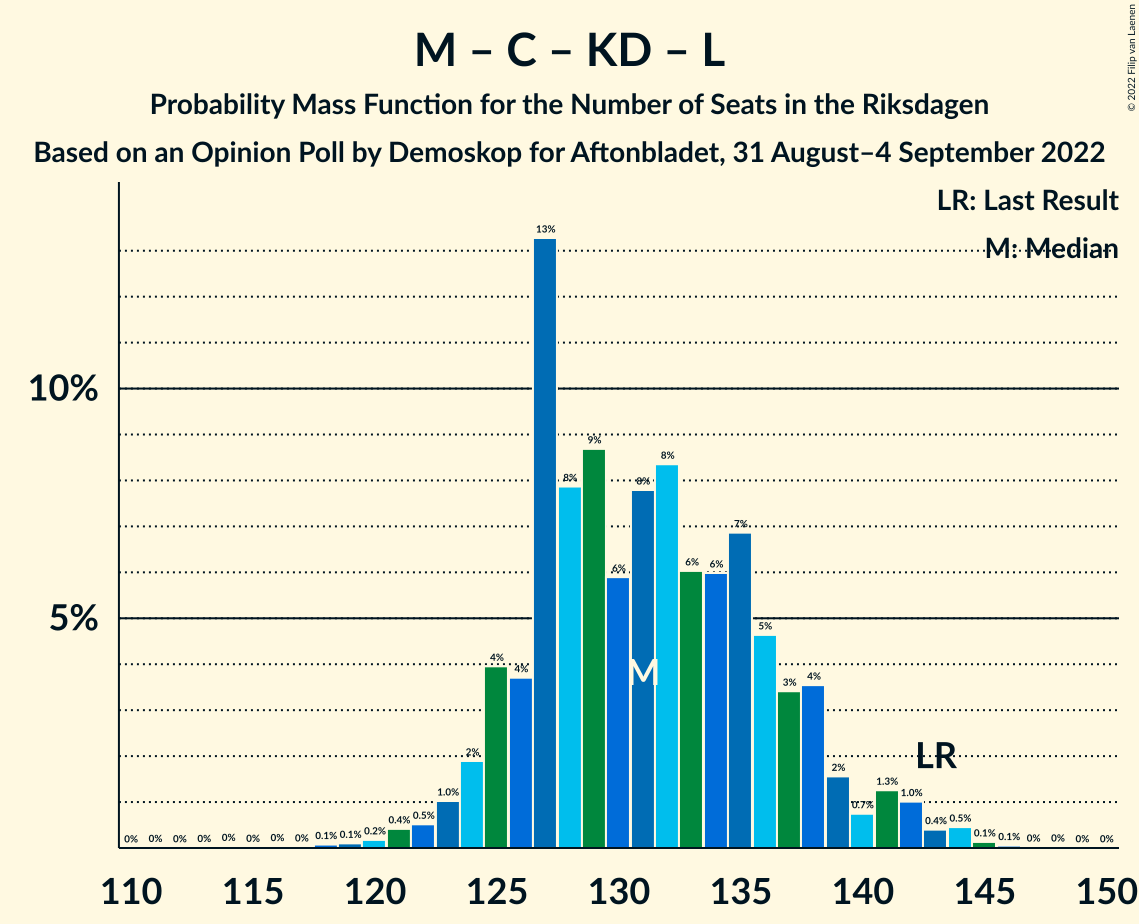 M – C – KD – L
Probability Mass Function for the Number of Seats in the Riksdagen
Based on an Opinion Poll by Demoskop for Aftonbladet, 31 August–4 September 2022
© 2022 Filip van Laenen
LR: Last Result
M: Median
10%
5%
0% 0% 0% 0% 0% 0% 0% 0% 0.1% 0.1% 0.2% 0.4% 0.5% 1.0% 2% 4% 4% 13% 8% 9% 6% 8% 8% 6% 6% 7% 5% 3% 4% 2% 0.7% 1.3% 1.0% 0.4% 0.5% 0.1% 0.1% 0% 0% 0% 0%
M
LR
110 115 120 125 130 135 140 145 150